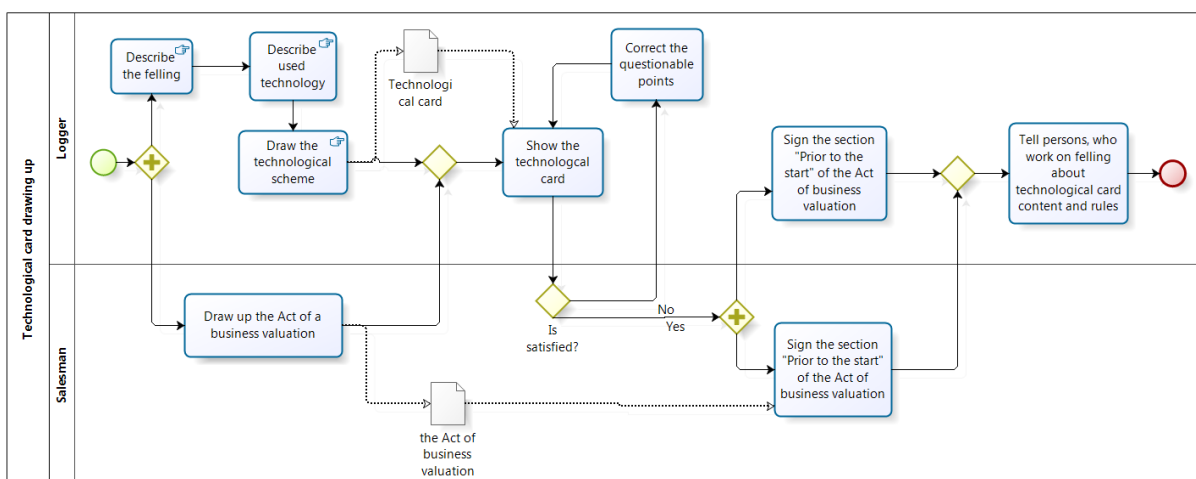 Technological card drawing up
Logger
Describe
the felling
Describe
used
technology
Draw the
technological
scheme
Technologi
cal card
Show the
technologcal
card
Correct the
questionable
points
Sign the section
"Prior to the
start" of the Act
of business
valuation
Tell persons, who
work on felling
about
technological card
content and rules
Salesman
Draw up the Act of a
business valuation
the Act of
business
valuation
Is
satisfied?
No
Yes
Sign the section
"Prior to the start"
of the Act of
business valuation